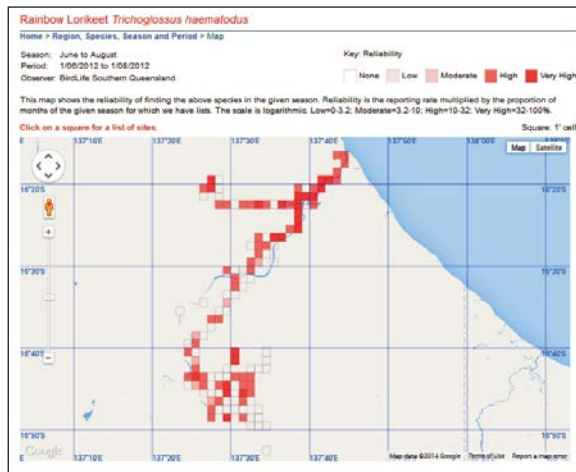 Rainbow Lorikeet Trichoglossus haematodus
Home > Region, Species, Season and Period > Map
Season: June to August
Period: 1/06/2012 to 1/08/2012
Observer: BirdLife Southern Queensland
Key: Reliability
None Low Moderate High Very High
This map shows the reliability of finding the above species in the given season. Reliability is the reporting rate multiplied by the proportion of
months of the given season for which we have lists. The scale is logarithmic. Low=0-3.2; Moderate=3.2-10; High=10-32; Very High=32-100%.
Click on a square for a list of sites.
Square: 1' cell
E 137°10'E 137°20'E 137°30'E 137°40'E 137°50'E 138°00'E
Map Satellite
16°20'S 16°20'S
16°30'S 16°30'S
16°40'S 16°40'S
16°50'S 16°50'S
Google
Map data ©2014 Google Terms of Use Report a map error
E 137°10'E 137°20'E 137°30'E 137°40'E 137°50'E 138°00'E